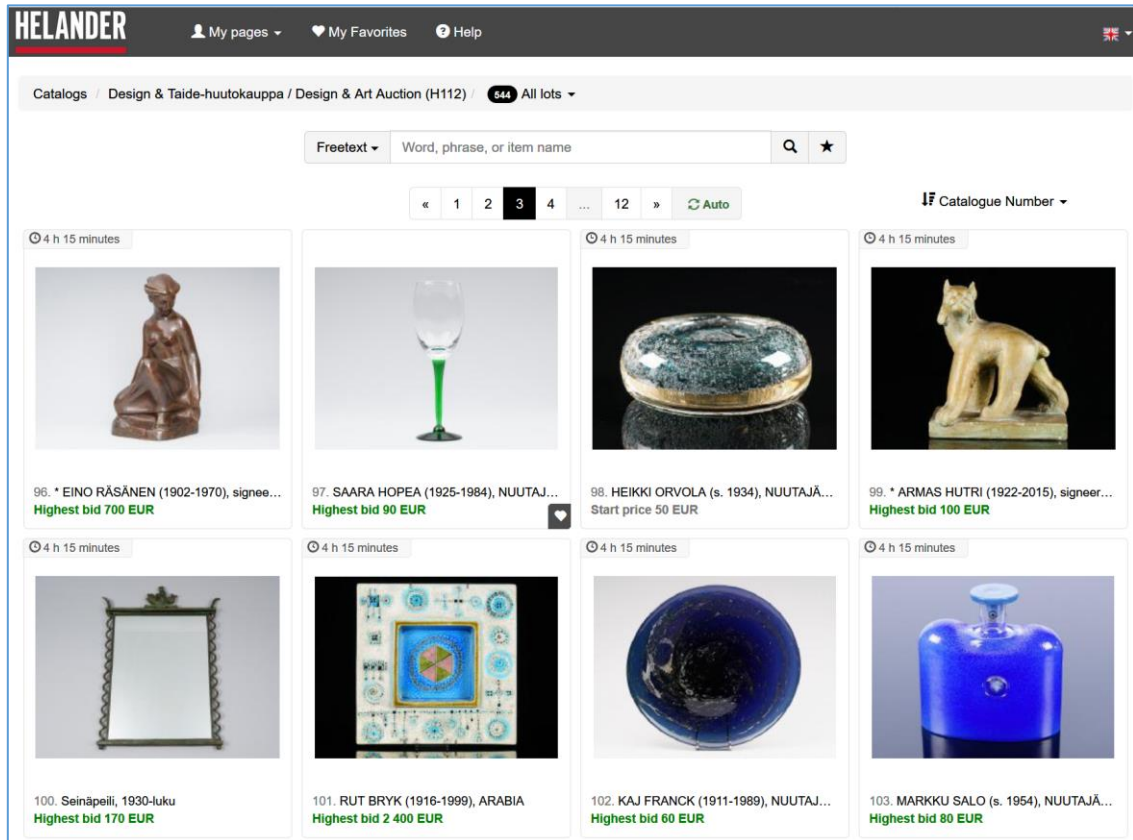 HELANDER
My pages
My Favorites
Help
Catalogs / Design & Taide-huutokauppa / Design & Art Auction (H112) / 544 All lots
Freetext
Word, phrase, or item name
« 1 2 3 4 ... 12 » Auto
Catalogue Number
4 h 15 minutes
4 h 15 minutes
4 h 15 minutes
96. * EINO RÄSÄNEN (1902-1970), signee...
Highest bid 700 EUR
97. SAARA HOPEA (1925-1984), NUUTAJ...
Highest bid 90 EUR
98. HEIKKI ORVOLA (s. 1934), NUUTAJÄ...
Start price 50 EUR
99. * ARMAS HUTRI (1922-2015), signeer...
Highest bid 100 EUR
4 h 15 minutes
4 h 15 minutes
4 h 15 minutes
4 h 15 minutes
100. Seinäpeili, 1930-luku
Highest bid 170 EUR
101. RUT BRYK (1916-1999), ARABIA
Highest bid 2 400 EUR
102. KAJ FRANCK (1911-1989), NUUTAJ...
Highest bid 60 EUR
103. MARKKU SALO (s. 1954), NUUTAJÄ...
Highest bid 80 EUR